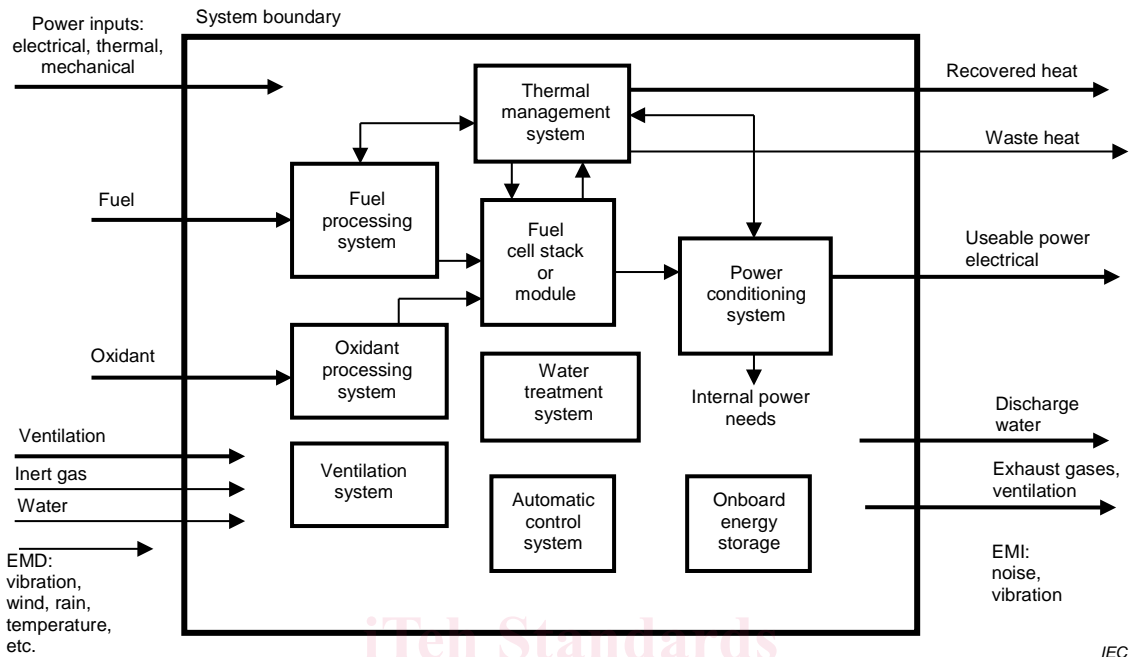 System boundary
Power inputs:
electrical, thermal,
mechanical
Recovered heat
Thermal
management
system
Waste heat
Fuel
Fuel
processing
system
Fuel
cell stack
or
module
Useable power
electrical
Power
conditioning
system
Oxidant
Oxidant
processing
system
Water
treatment
system
Internal power
needs
Discharge
water
Ventilation
Inert gas
Water
Ventilation
system
Automatic
control
system
Onboard
energy
storage
Exhaust gases,
ventilation
EMD:
vibration,
wind, rain,
temperature,
etc.
EMI:
noise,
vibration
iTeh Standards
IEC